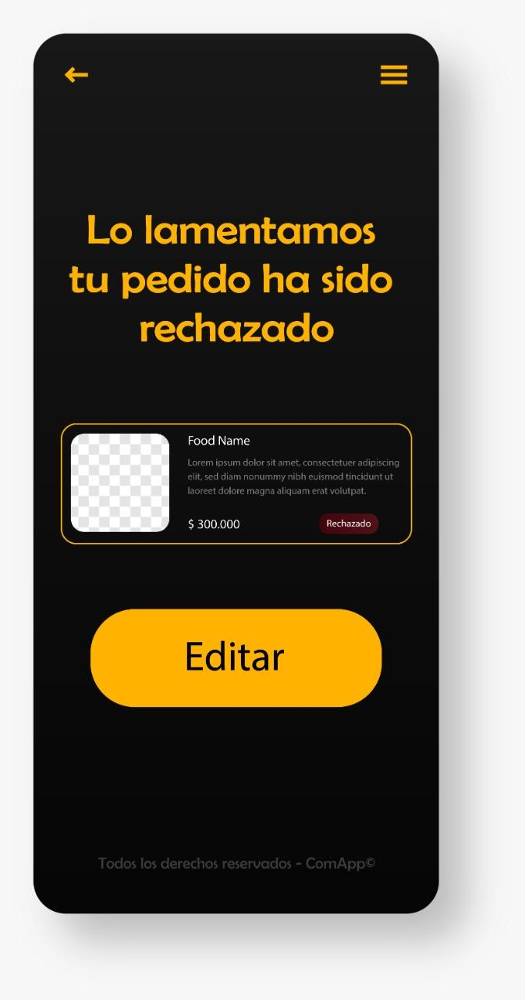 Lo lamentamos
tu pedido ha sido
rechazado
Food Name
Lorem ipsum dolor sit amet, consectetuer adipiscing
elit, sed diam nonummy nibh euismod tincidunt ut
laoreet dolore magna aliquam erat volutpat.
$ 300.000
Rechazado
Editar
Todos los derechos reservados - ComApp©